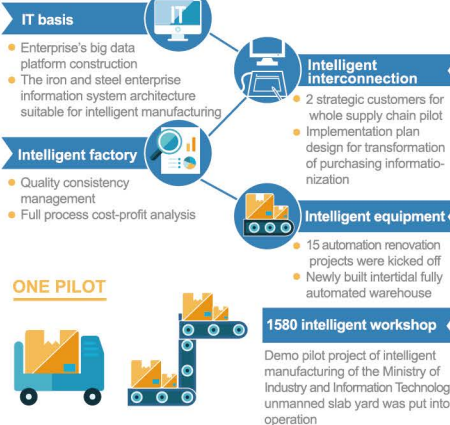 IT basis
IT
Enterprise's big data
platform construction
The iron and steel enterprise
information system architecture
suitable for intelligent manufacturing
Intelligent
interconnection
2 strategic customers for
whole supply chain pilot
Implementation plan
design for transformation
of purchasing informatio-
nization
Intelligent factory
Quality consistency
management
Full process cost-profit analysis
Intelligent equipment
15 automation renovation
projects were kicked off
Newly built intertidal fully
automated warehouse
ONE PILOT
1580 intelligent workshop
Demo pilot project of intelligent
manufacturing of the Ministry of
Industry and Information Technolog
unmanned slab yard was put into
operation